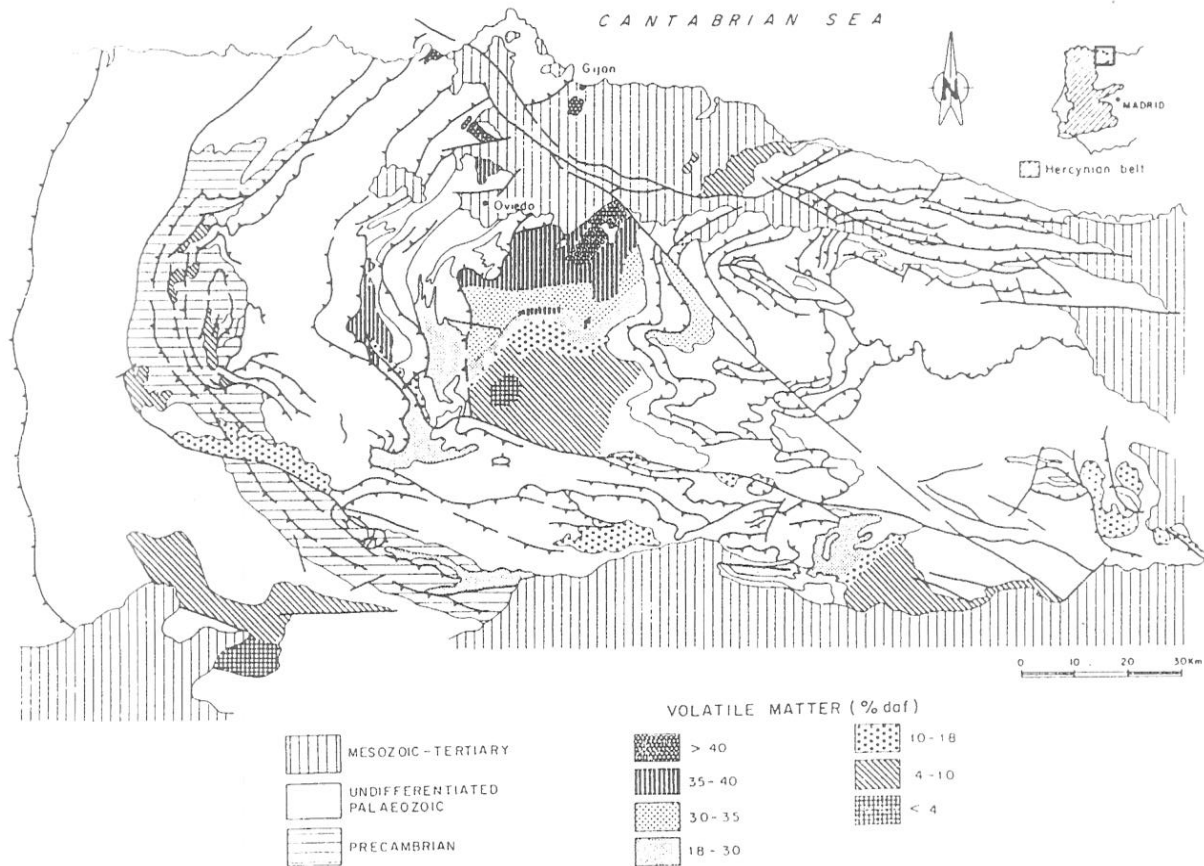 CANTABRIAN SEA
Gijon
N
MADRID
Hercynian belt
Oviedo
0 10 20 30Km
VOLATILE MATTER (% daf)
MESOZOIC-TERTIARY
UNDIFFERENTIATED
PALAEOZOIC
PRECAMBRIAN
> 40
35-40
30-35
18-30
10-18
4-10
< 4